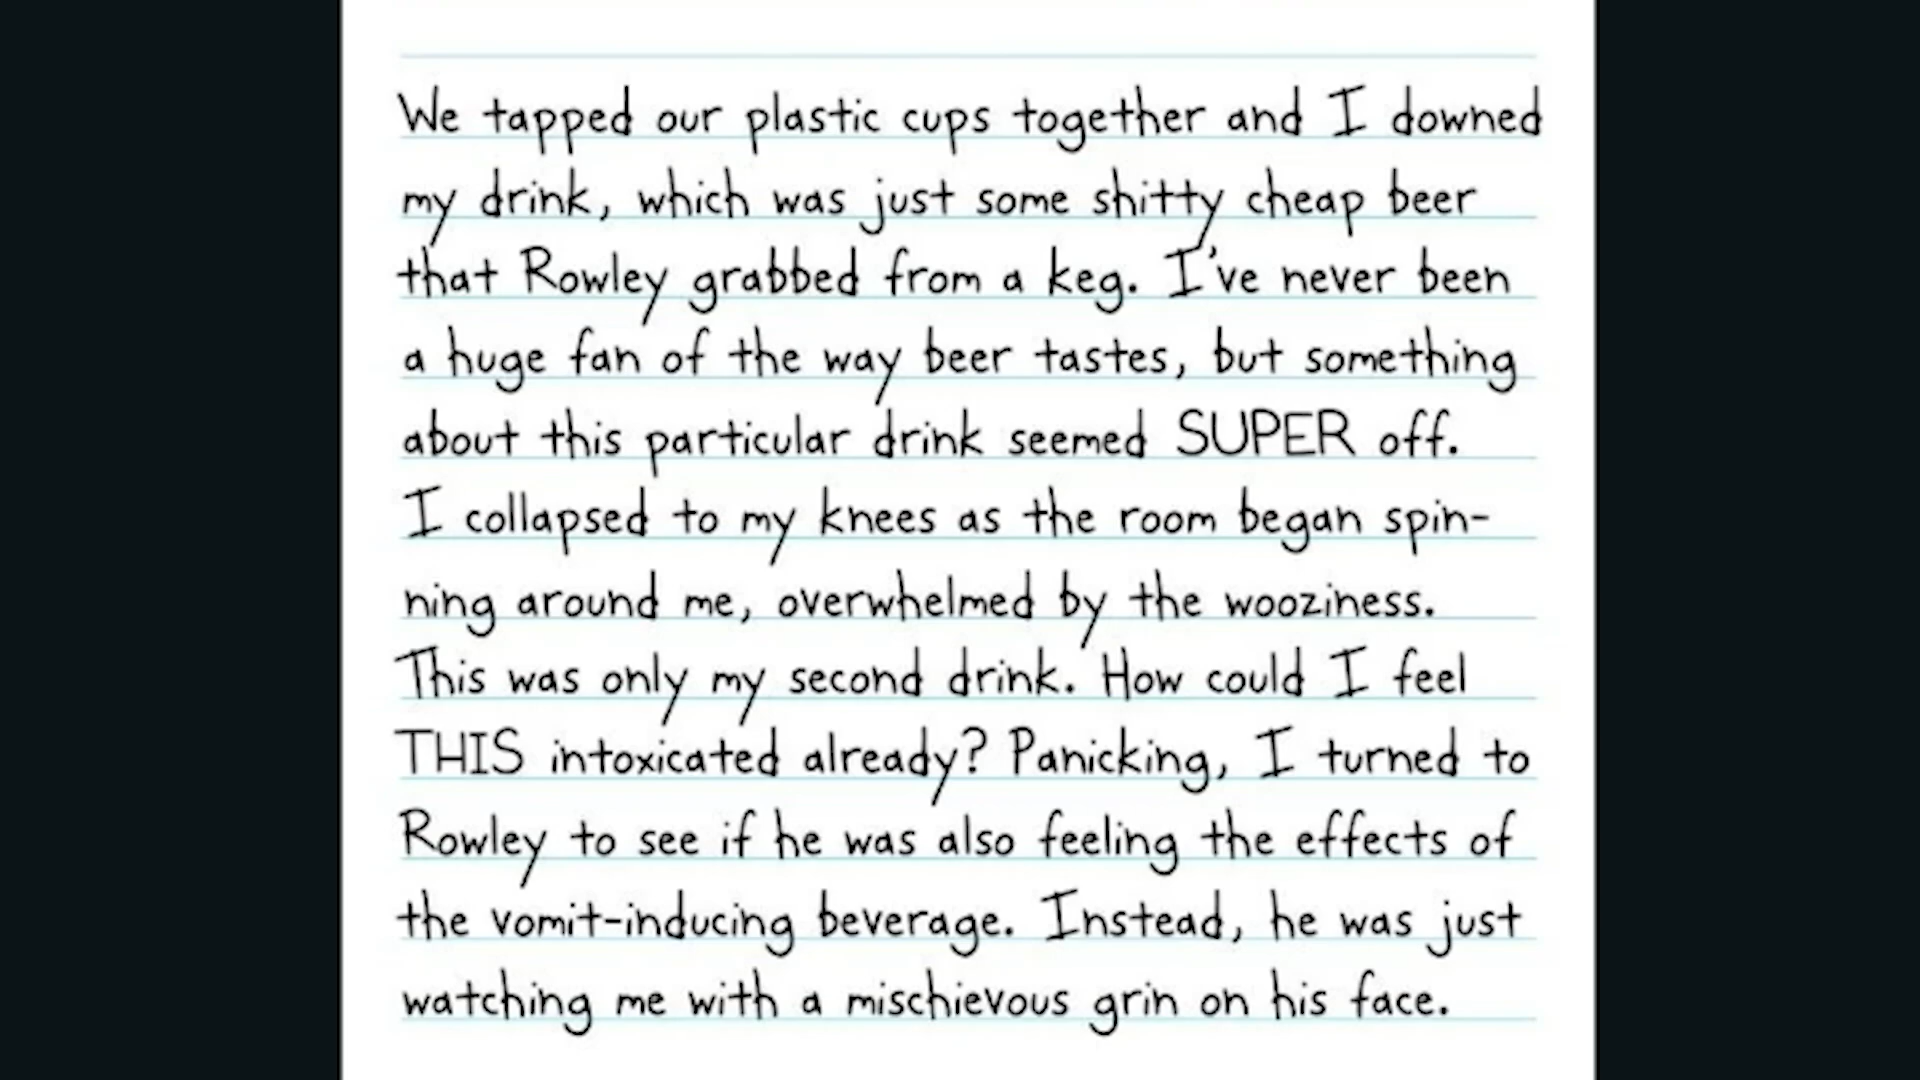 We tapped our plastic cups together and I downed
my drink, which was just some shitty cheap beer
that Rowley grabbed from a keg. I've never been
a huge fan of the way beer tastes, but something
about this particular drink seemed SUPER off.
I collapsed to my knees as the room began spin-
ning around me, overwhelmed by the wooziness.
This was only my second drink. How could I feel
THIS intoxicated already? Panicking, I turned to
Rowley to see if he was also feeling the effects of
the vomit-inducing beverage. Instead, he was just
watching me with a mischievous grin on his face.